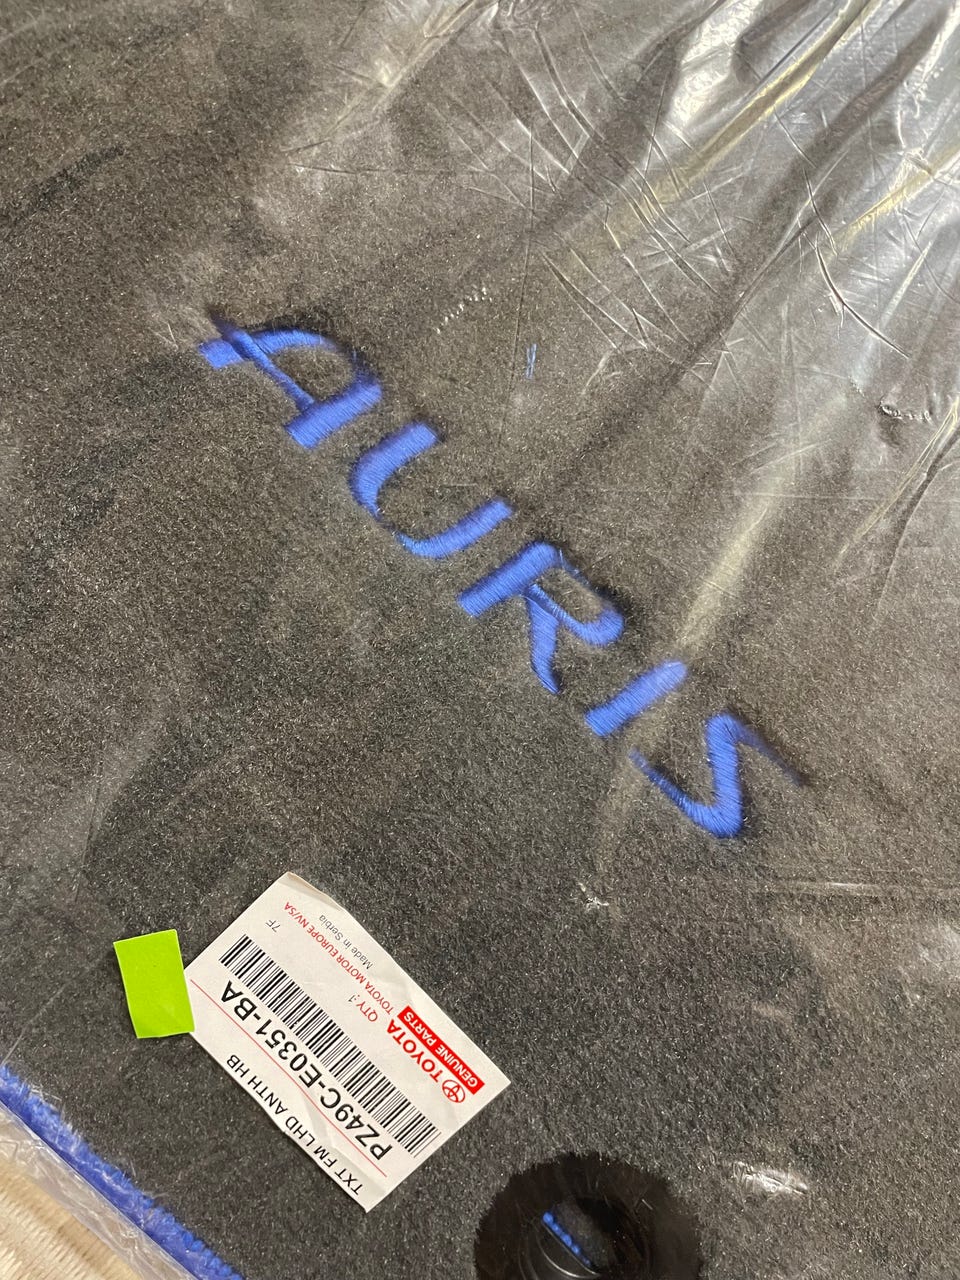 AURIS
TOYOTA
GENUINE PARTS
QTY :1
TOYOTA MOTOR EUROPE NV/SA
Made in Serbia
7F
PZ49C-E0351-BA
TXT FM LHD ANTH HB